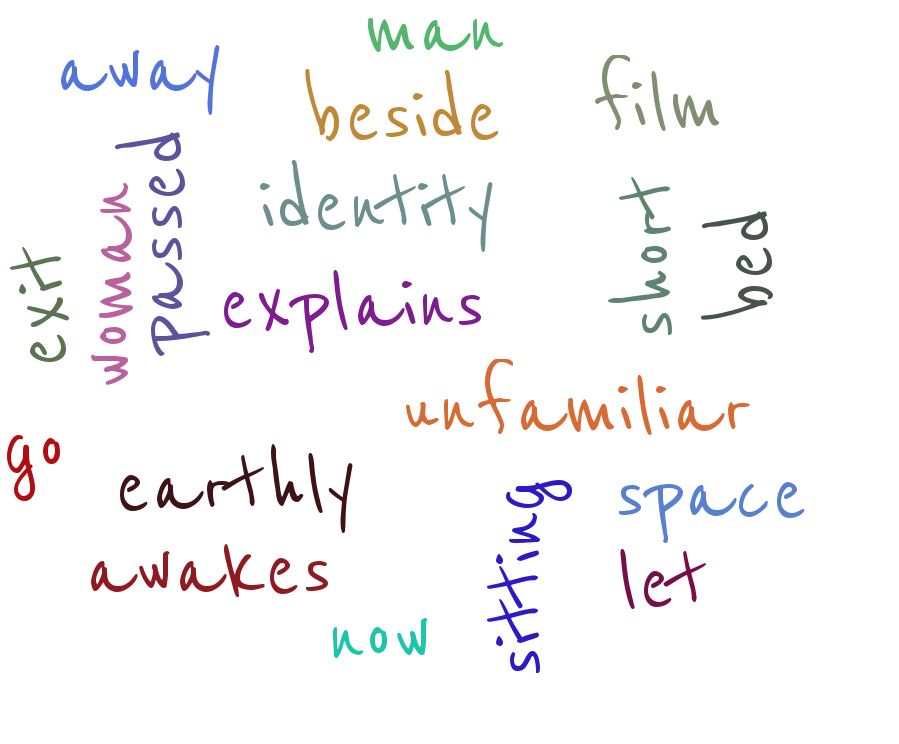 man
away
film
beside
passed
identity
woman
short
bed
exit
explains
unfamiliar
go
earthly
space
sitting
awakes
let
now